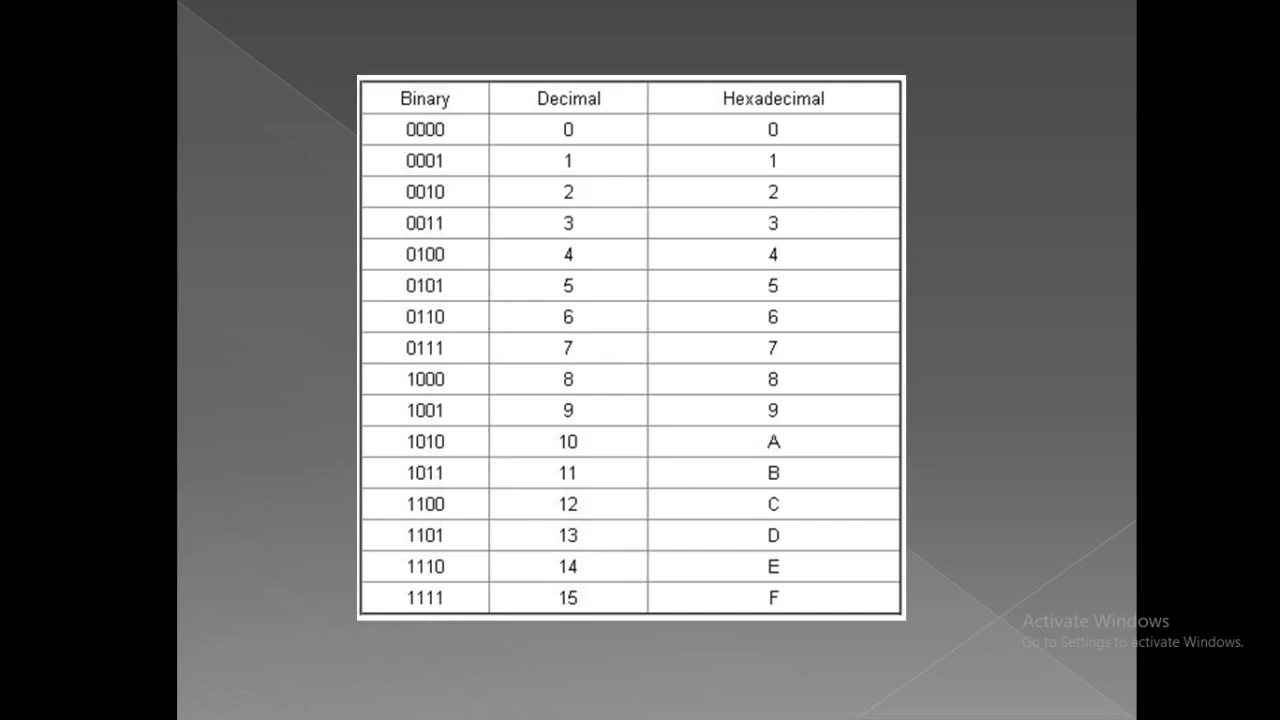 Binary Decimal Hexadecimal
0000 0 0
0001 1 1
0010 2 2
0011 3 3
0100 4 4
0101 5 5
0110 6 6
0111 7 7
1000 8 8
1001 9 9
1010 10 A
1011 11 B
1100 12 C
1101 13 D
1110 14 E
1111 15 F
Activate Windows
Go to Settings to activate Windows.